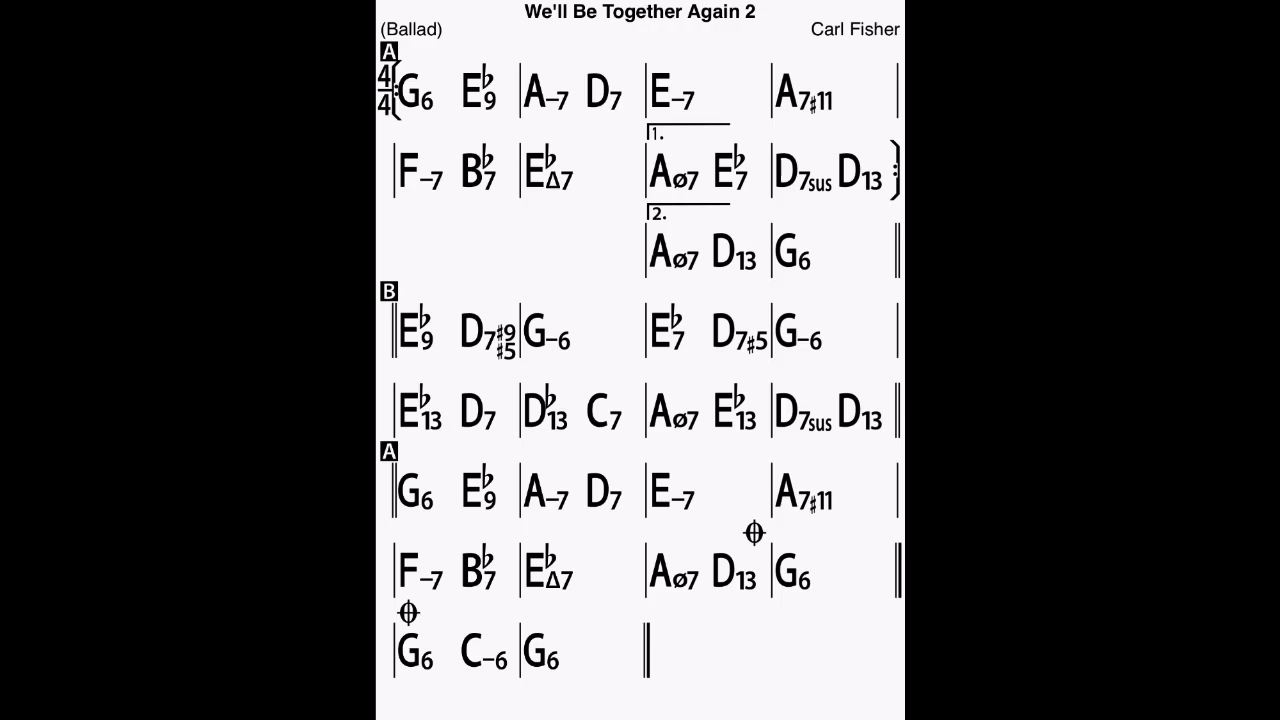 We'll Be Together Again 2
(Ballad) Carl Fisher
A
4/4 G6 E♭9 A−7 D7 E−7 A7♯11
1.
F−7 B♭7 E♭Δ7 Aø7 E♭7 D7sus D13
2.
Aø7 D13 G6
B
E♭9 D7♯9♯5 G−6 E♭7 D7♯5 G−6
E♭13 D7 D♭13 C7 Aø7 E♭13 D7sus D13
A
G6 E♭9 A−7 D7 E−7 A7♯11
F−7 B♭7 E♭Δ7 Aø7 D13 G6
G6 C−6 G6